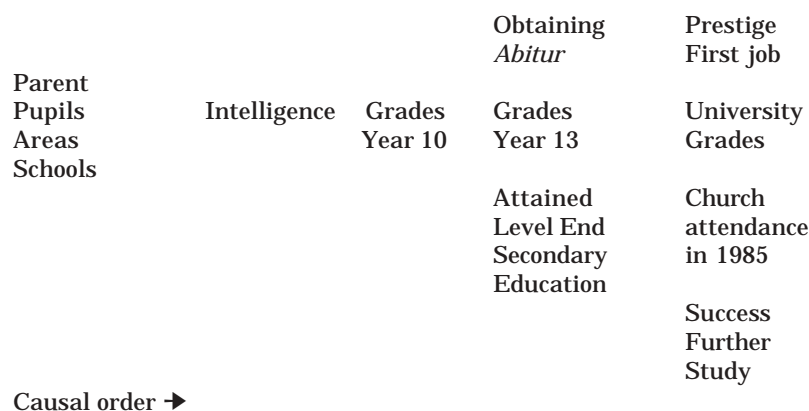 Parent
Pupils
Areas
Schools
Intelligence
Grades
Year 10
Obtaining
Abitur
Grades
Year 13
Attained
Level End
Secondary
Education
Prestige
First job
University
Grades
Church
attendance
in 1985
Success
Further
Study
Causal order →